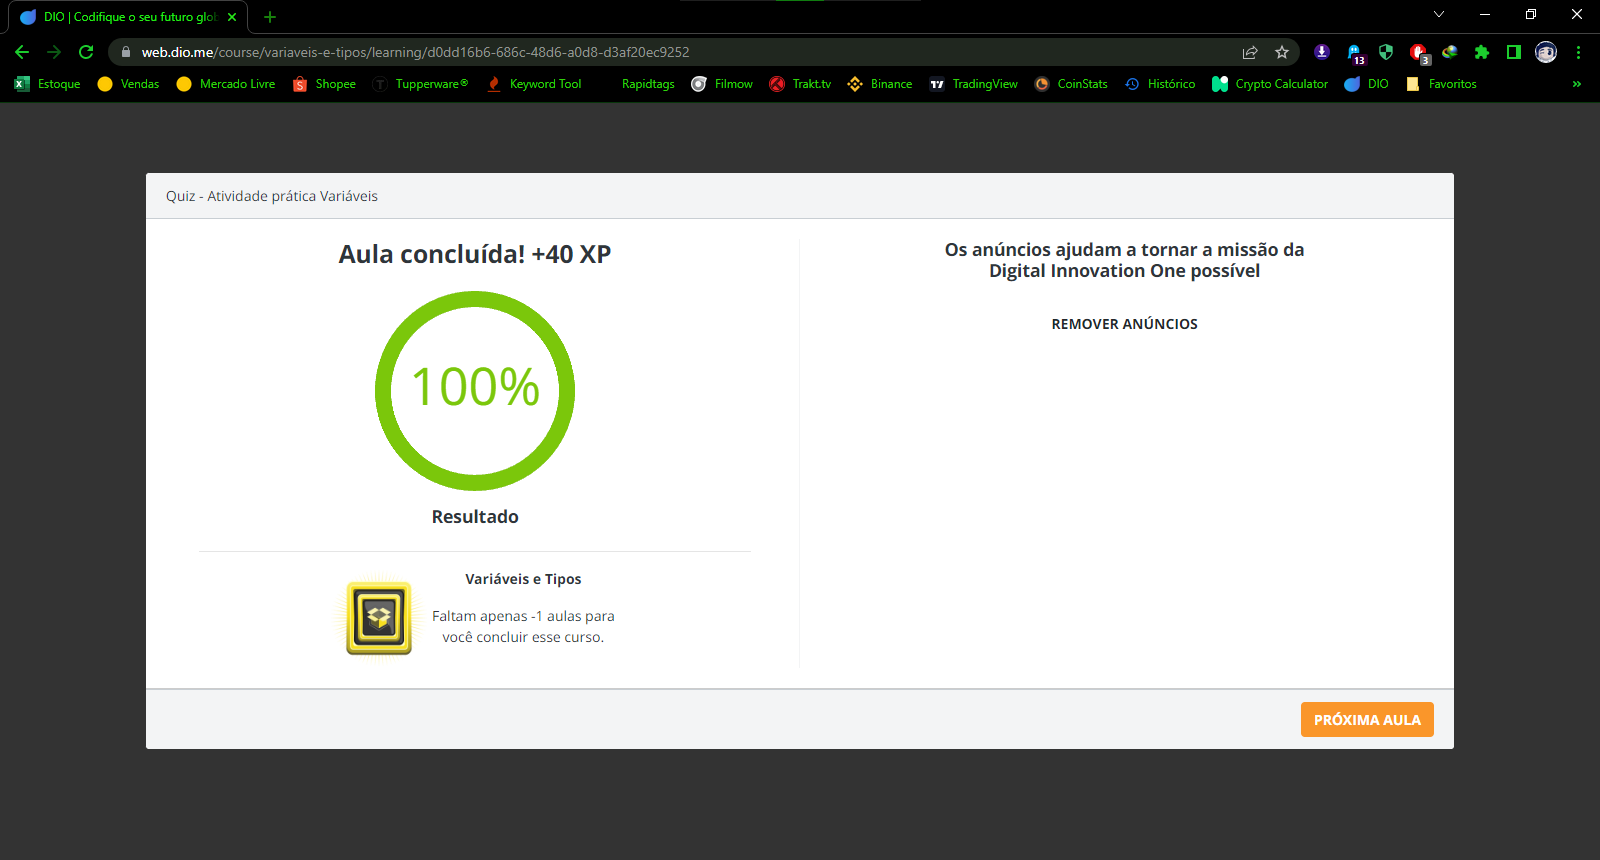 DIO | Codifique o seu futuro glob
web.dio.me/course/variaveis-e-tipos/learning/d0dd16b6-686c-48d6-a0d8-d3af20ec9252
13
3
Estoque
Vendas
Mercado Livre
Shopee
Tupperware®
Keyword Tool
Rapidtags
Filmow
Trakt.tv
Binance
TradingView
CoinStats
Histórico
Crypto Calculator
DIO
Favoritos
»
Quiz - Atividade prática Variáveis
Aula concluída! +40 XP
100%
Resultado
Variáveis e Tipos
Faltam apenas -1 aulas para
você concluir esse curso.
Os anúncios ajudam a tornar a missão da
Digital Innovation One possível
REMOVER ANÚNCIOS
PRÓXIMA AULA